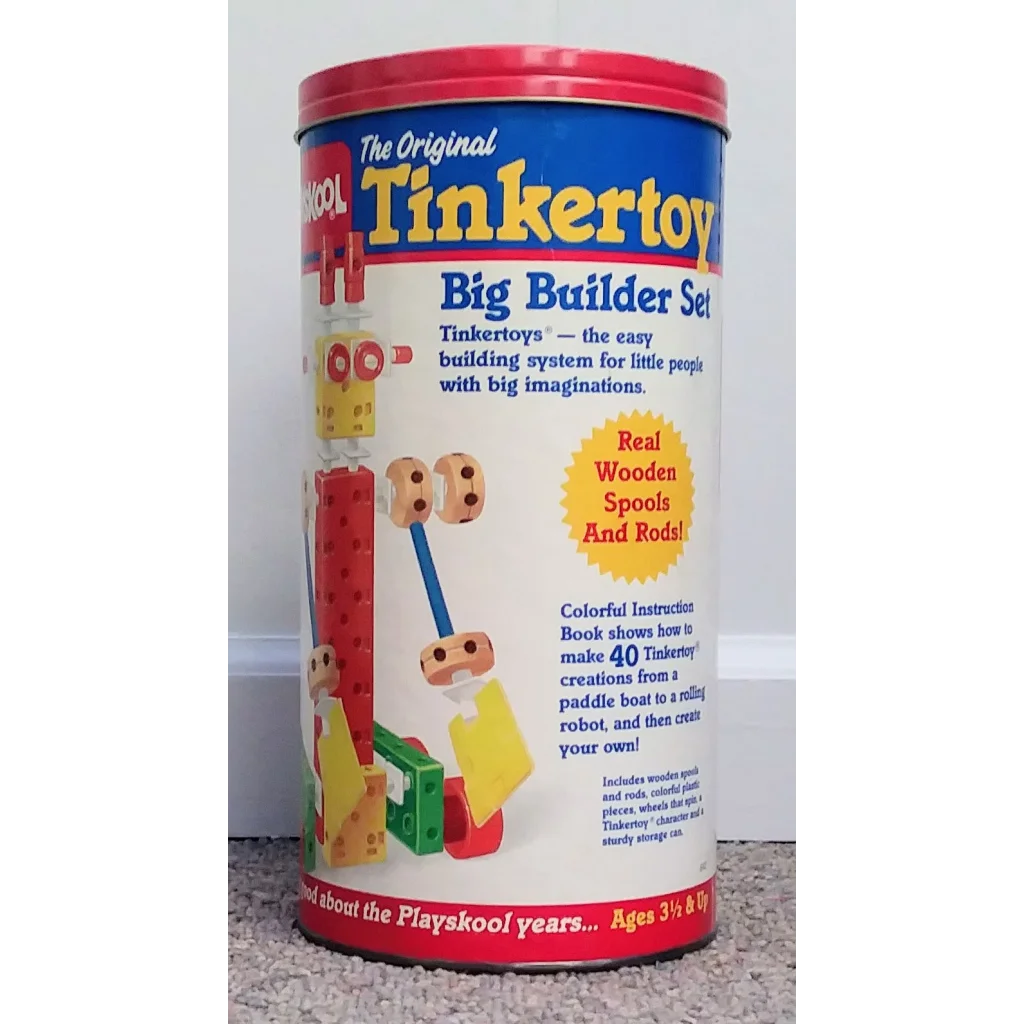 The Original
SKOOL®
Tinkertoy
Big Builder Set
Tinkertoys® — the easy
building system for little people
with big imaginations.
Real
Wooden
Spools
And Rods!
Colorful Instruction
Book shows how to
make 40 Tinkertoy®
creations from a
paddle boat to a rolling
robot, and then create
your own!
Includes wooden spools
and rods, colorful plastic
pieces, wheels that spin, a
Tinkertoy® character and a
sturdy storage can.
ood about the Playskool years... Ages 3½ & Up